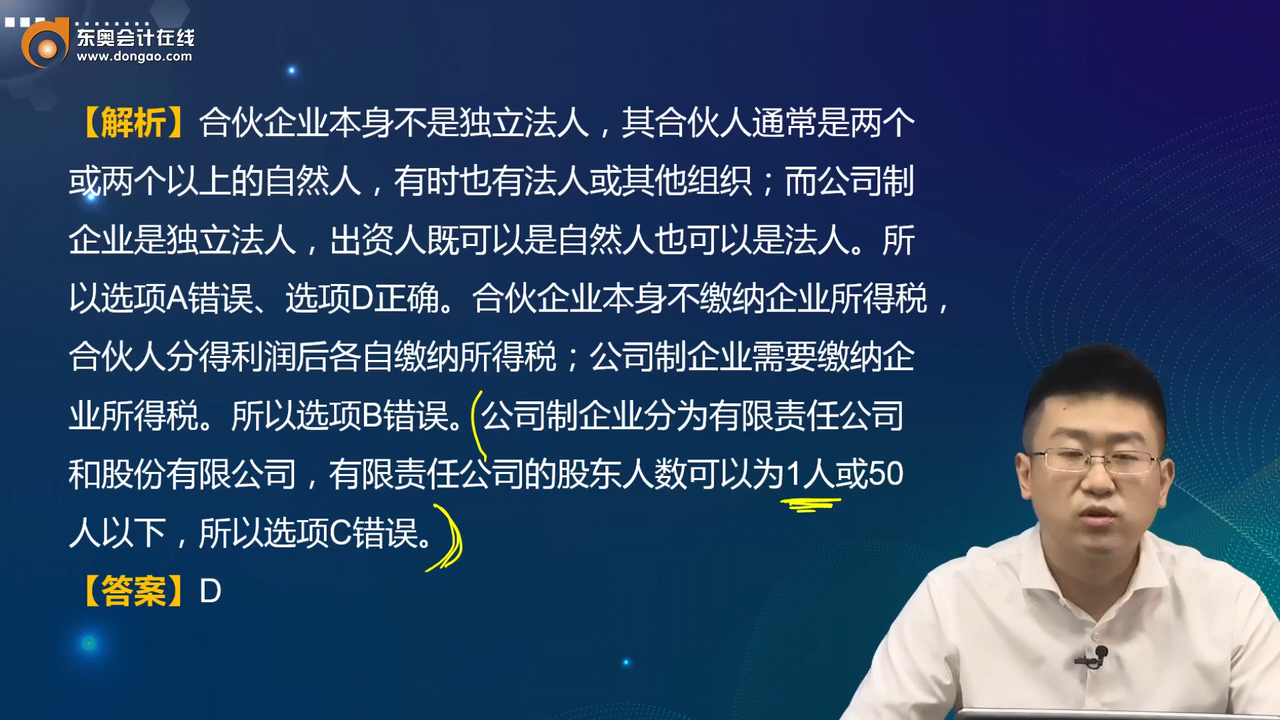 东奥会计在线
www.dongao.com
【解析】合伙企业本身不是独立法人，其合伙人通常是两个
或两个以上的自然人，有时也有法人或其他组织；而公司制
企业是独立法人，出资人既可以是自然人也可以是法人。所
以选项A错误、选项D正确。合伙企业本身不缴纳企业所得税，
合伙人分得利润后各自缴纳所得税；公司制企业需要缴纳企
业所得税。所以选项B错误。公司制企业分为有限责任公司
和股份有限公司，有限责任公司的股东人数可以为1人或50
人以下，所以选项C错误。
【答案】D